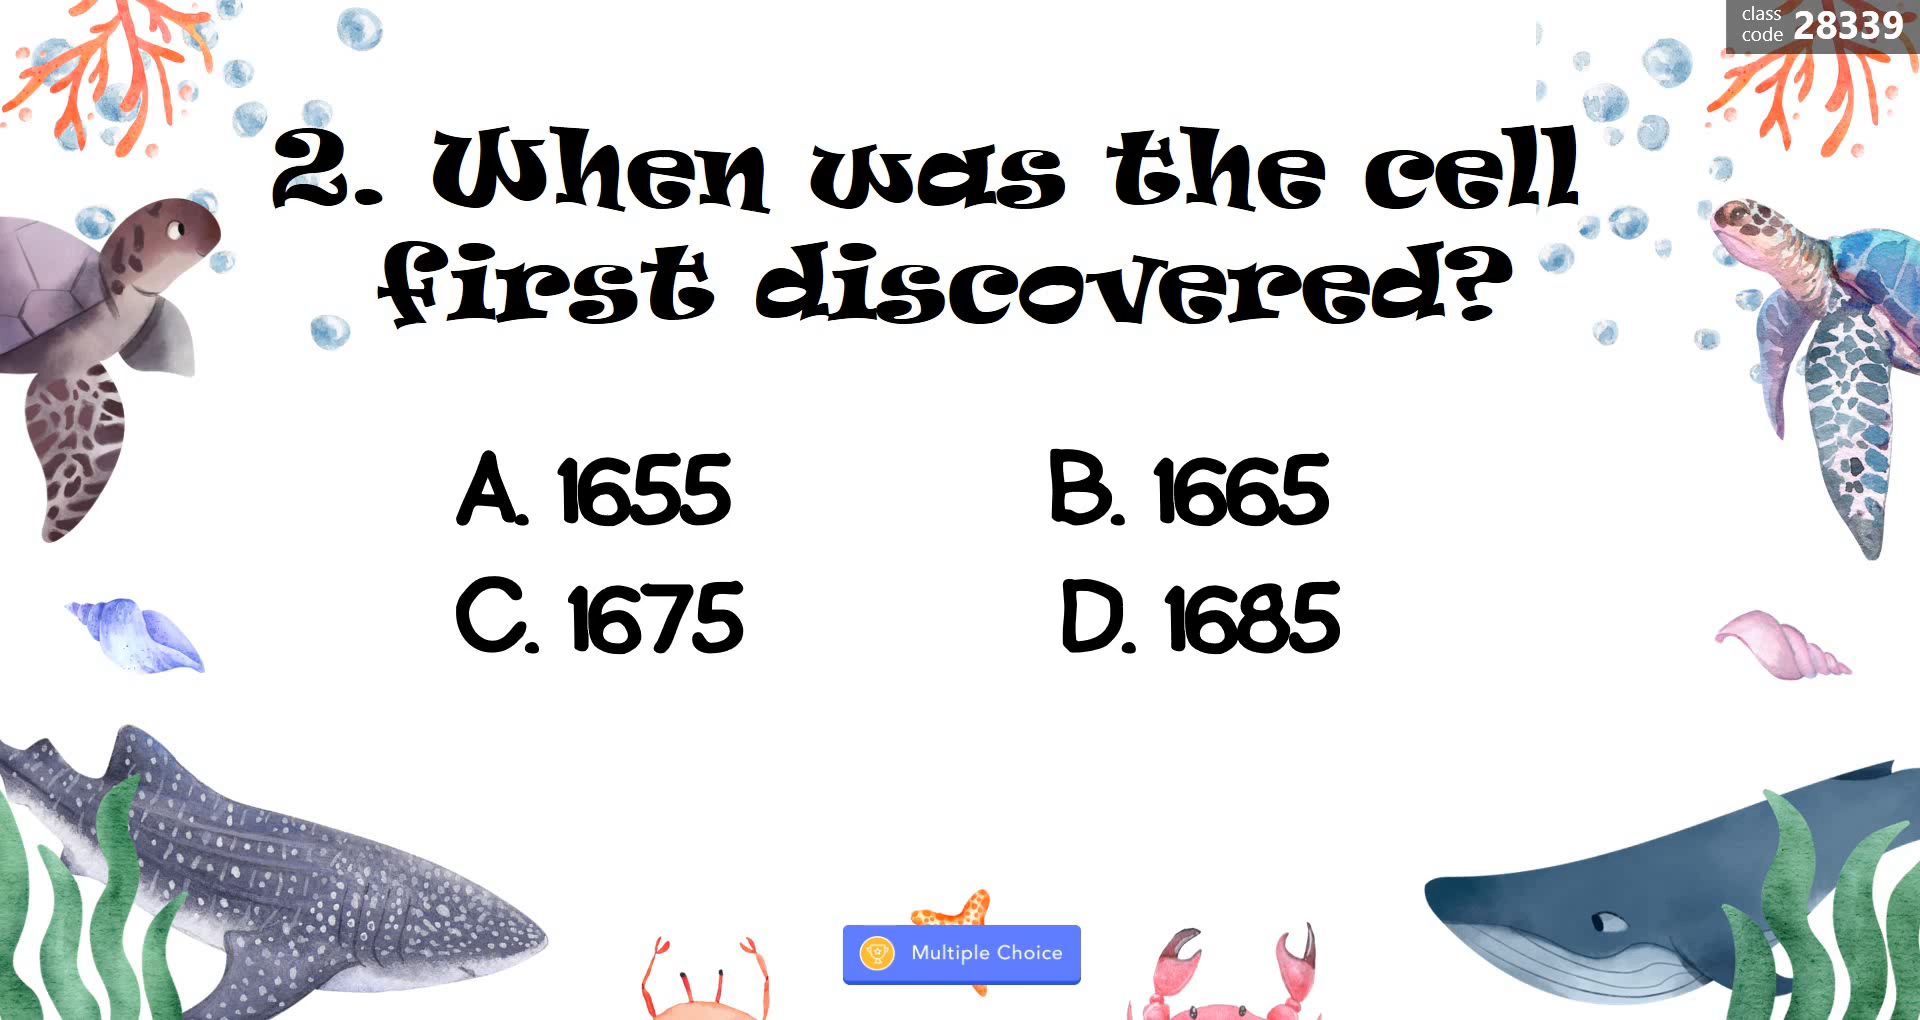 class
code 28339
2. When was the cell
first discovered?
A. 1655
B. 1665
C. 1675
D. 1685
Multiple Choice